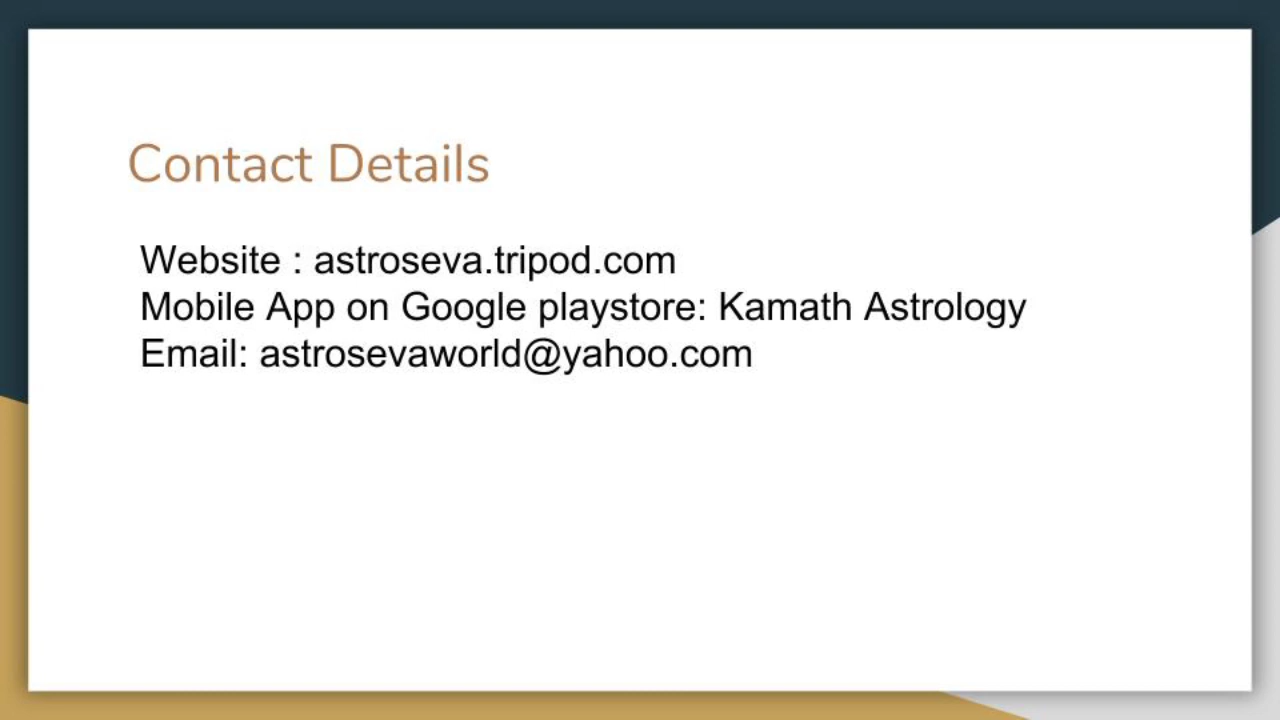 Contact Details
Website : astroseva.tripod.com
Mobile App on Google playstore: Kamath Astrology
Email: astrosevaworld@yahoo.com